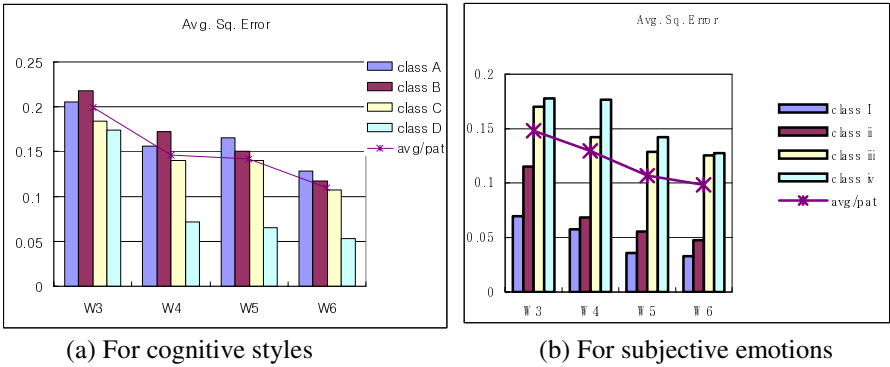 Avg. Sq. Error
0.25
0.2
0.15
0.1
0.05
0
W3 W4 W5 W6
class A
class B
class C
class D
avg/pat
(a) For cognitive styles
Avg. Sq. Error
0.2
0.15
0.1
0.05
0
W3 W4 W5 W6
class I
class ii
class iii
class iv
avg/pat
(b) For subjective emotions